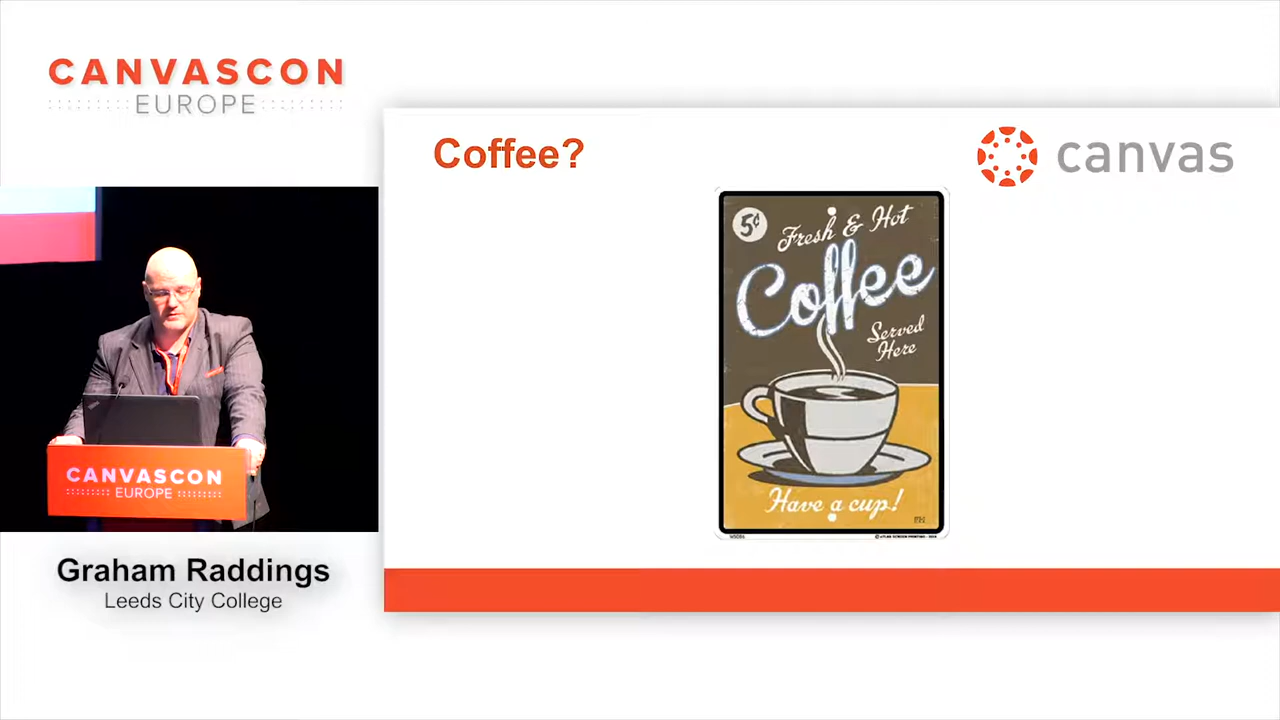 CANVASCON
EUROPE
Coffee?
canvas
5¢
Fresh & Hot
Coffee
Served
Here
Have a cup!
CANVASCON
EUROPE
Graham Raddings
Leeds City College